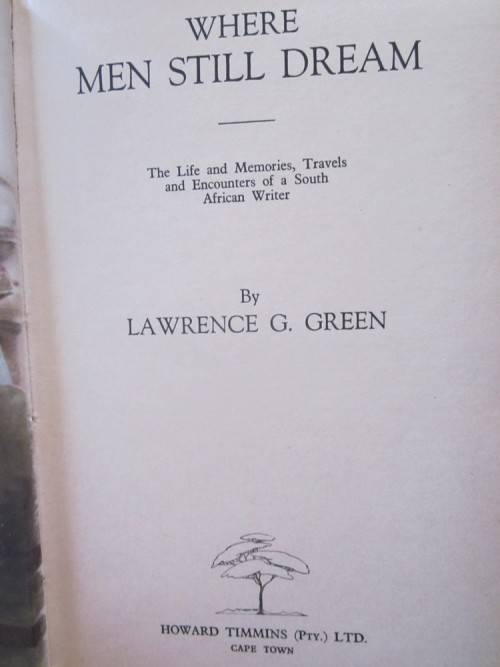 WHERE
MEN STILL DREAM
The Life and Memories, Travels
and Encounters of a South
African Writer
By
LAWRENCE G. GREEN
HOWARD TIMMINS (PTY.) LTD.
CAPE TOWN